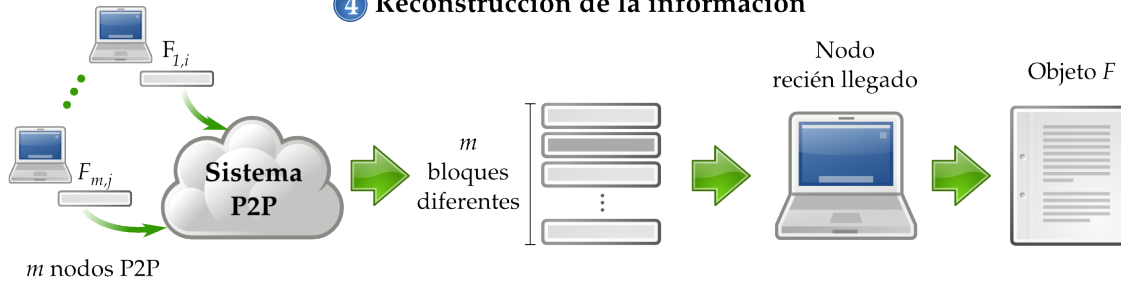 4 Reconstrucción de la información
F1,i
Fm,j
m nodos P2P
Sistema
P2P
m
bloques
diferentes
Nodo
recién llegado
Objeto F